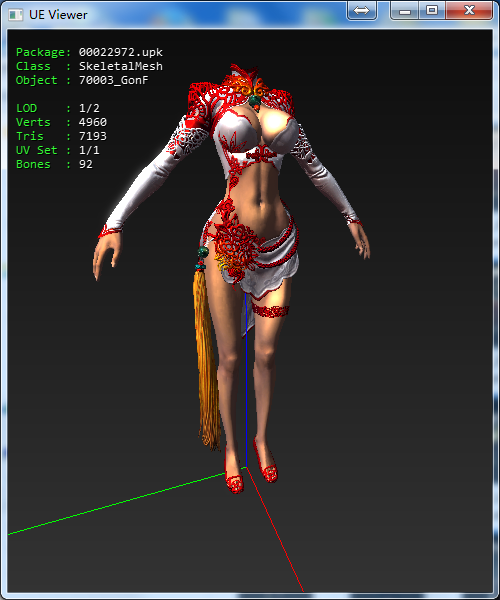 UE Viewer
Package: 00022972.upk
Class  : SkeletalMesh
Object : 70003_GonF
LOD    : 1/2
Verts  : 4960
Tris   : 7193
UV Set : 1/1
Bones  : 92